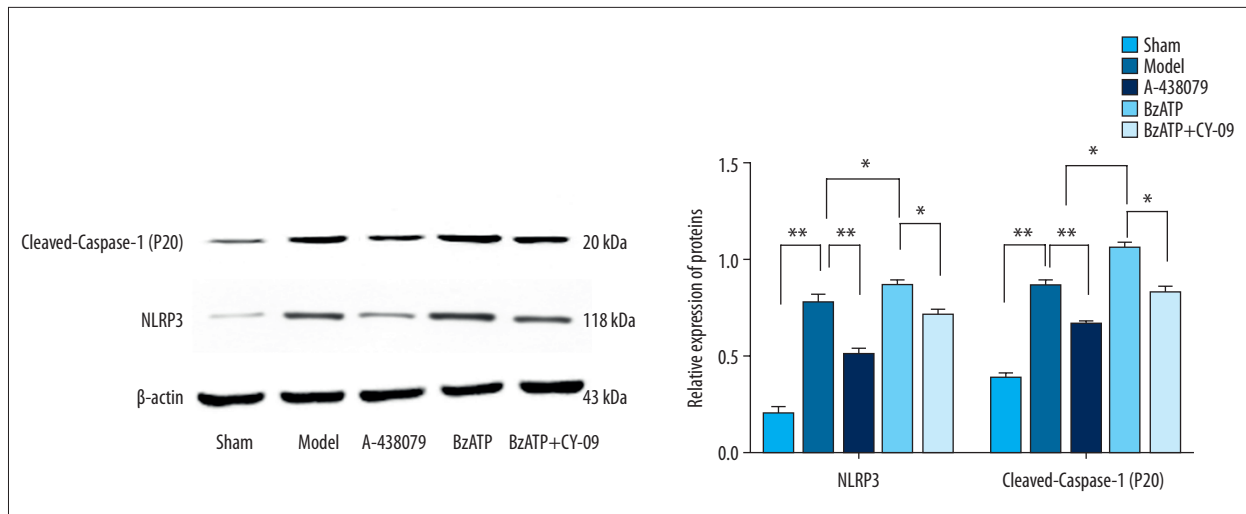 Cleaved-Caspase-1 (P20)
20 kDa
NLRP3
118 kDa
β-actin
43 kDa
Sham Model A-438079 BzATP BzATP+CY-09
Sham
Model
A-438079
BzATP
BzATP+CY-09
Relative expression of proteins
1.5
1.0
0.5
0.0
** ** * *
** ** * *
NLRP3 Cleaved-Caspase-1 (P20)